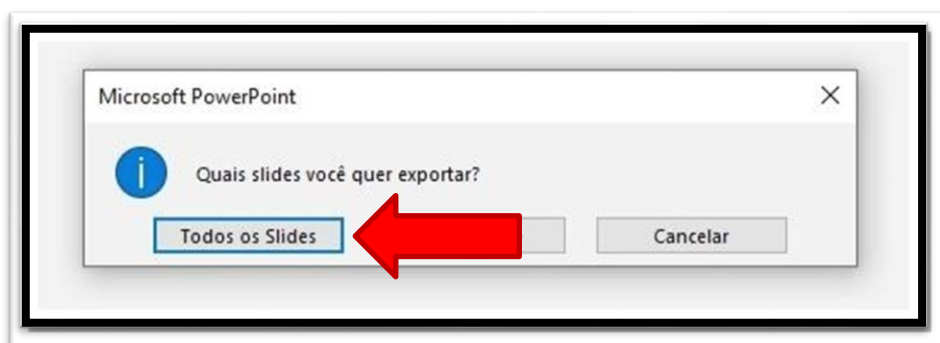 Microsoft PowerPoint
Quais slides você quer exportar?
Todos os Slides
Cancelar